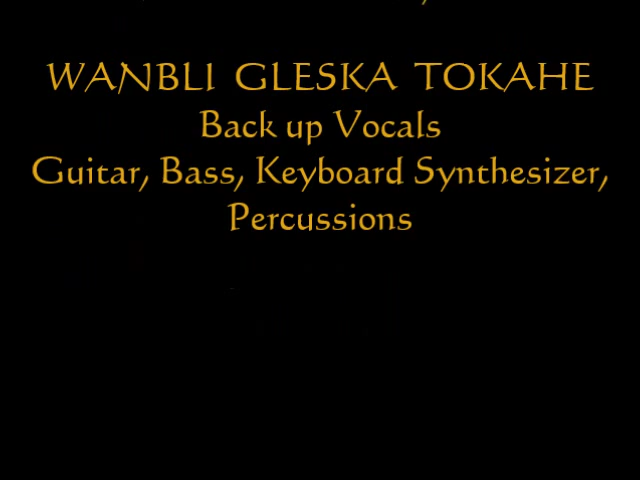 WANBLI GLESKA TOKAHE
Back up Vocals
Guitar, Bass, Keyboard Synthesizer,
Percussions